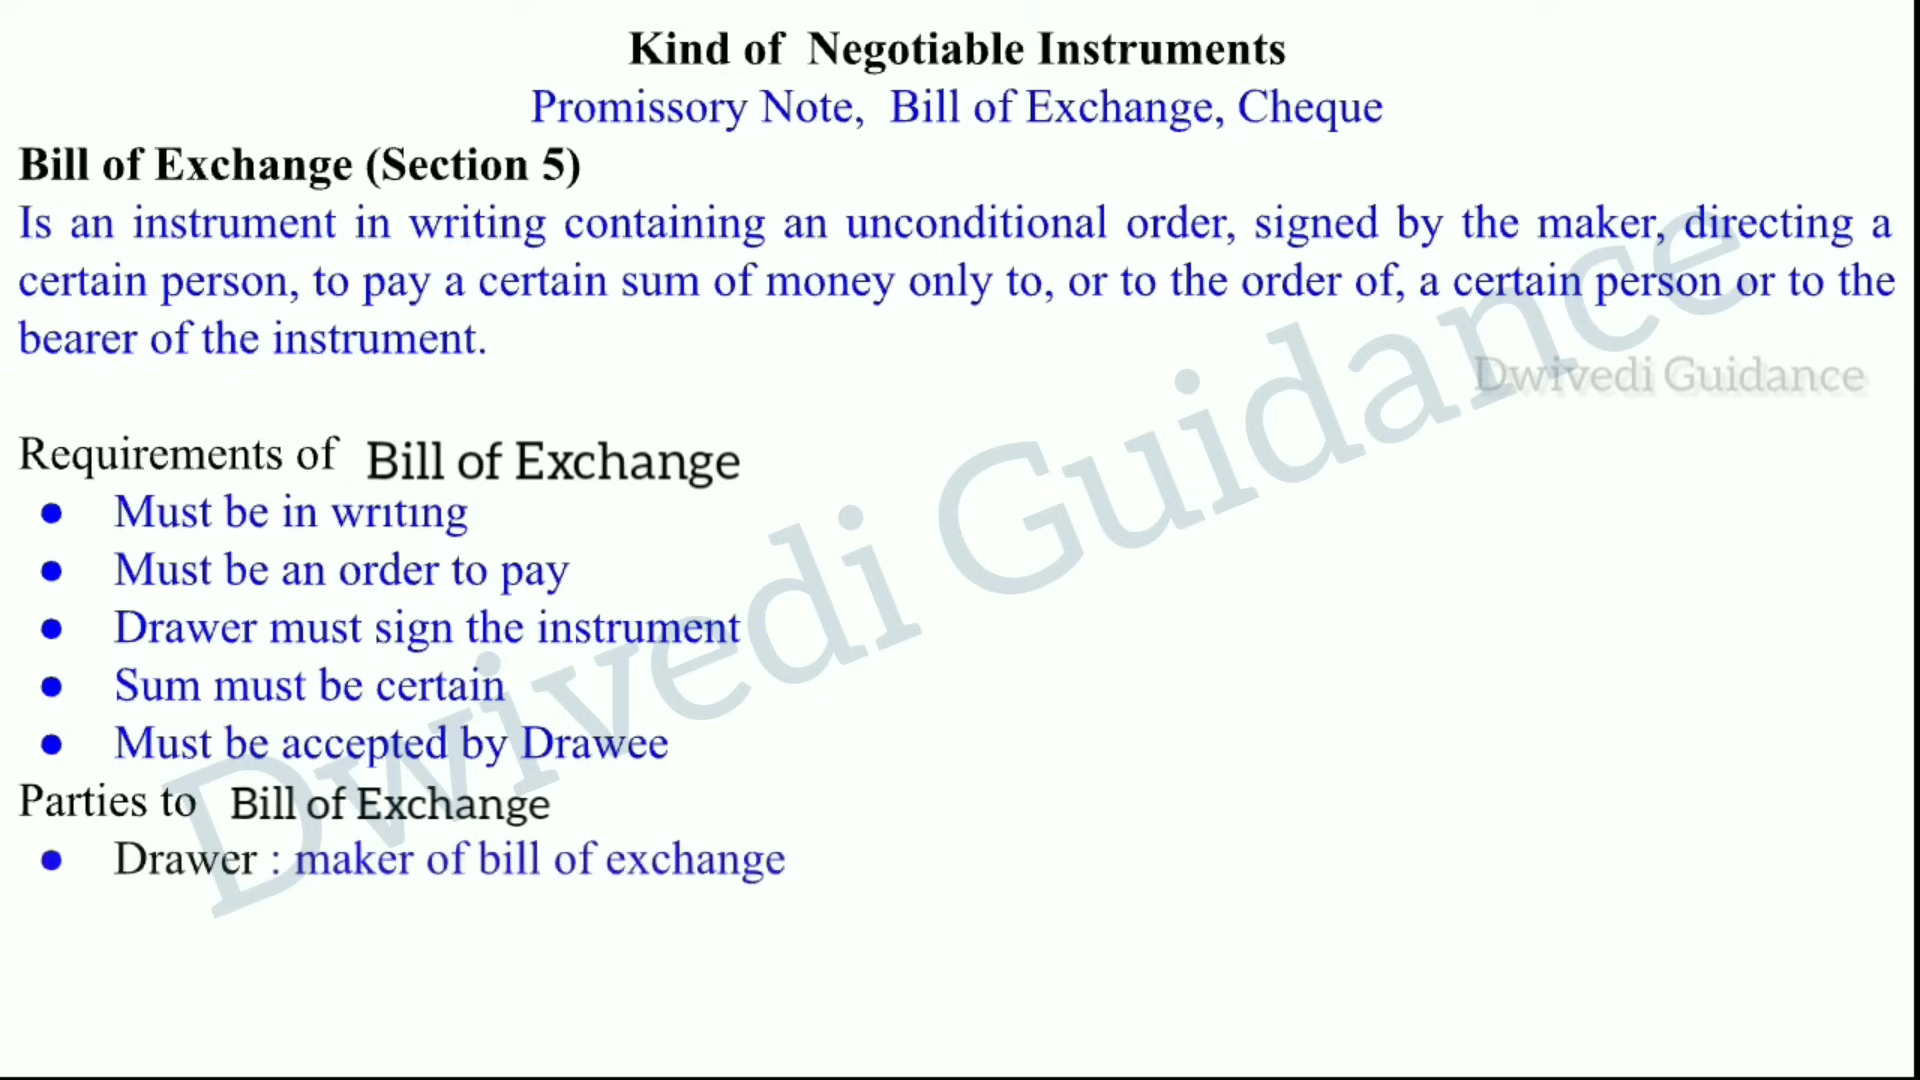 Kind of Negotiable Instruments
Promissory Note, Bill of Exchange, Cheque
Bill of Exchange (Section 5)
Is an instrument in writing containing an unconditional order, signed by the maker, directing a
certain person, to pay a certain sum of money only to, or to the order of, a certain person or to the
bearer of the instrument.
Dwivedi Guidance
Requirements of Bill of Exchange
● Must be in writing
● Must be an order to pay
● Drawer must sign the instrument
● Sum must be certain
● Must be accepted by Drawee
Parties to Bill of Exchange
● Drawer : maker of bill of exchange
Dwivedi Guidance